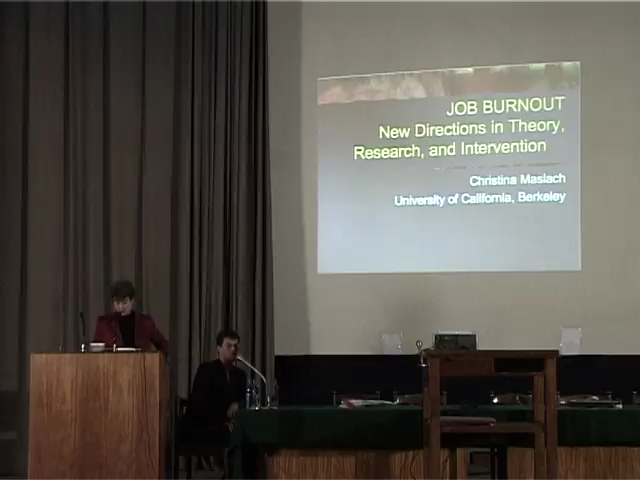 JOB BURNOUT
New Directions in Theory,
Research, and Intervention
Christina Maslach
University of California, Berkeley